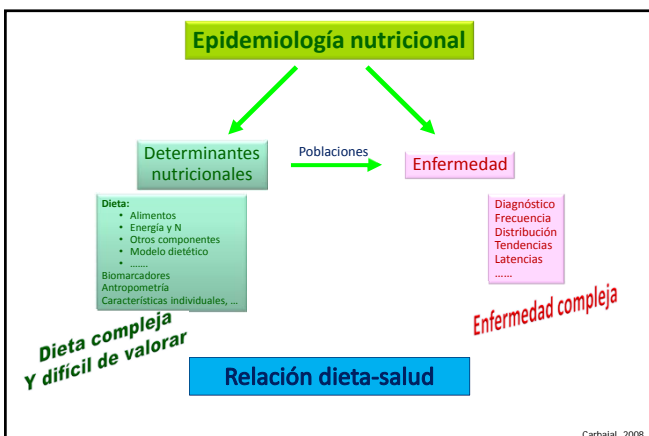 Epidemiología nutricional
Determinantes
nutricionales
Poblaciones
Enfermedad
Dieta:
• Alimentos
• Energía y N
• Otros componentes
• Modelo dietético
• …....
Biomarcadores
Antropometría
Características individuales, …
Diagnóstico
Frecuencia
Distribución
Tendencias
Latencias
……
Dieta compleja
Y difícil de valorar
Enfermedad compleja
Relación dieta-salud
Carbajal, 2008